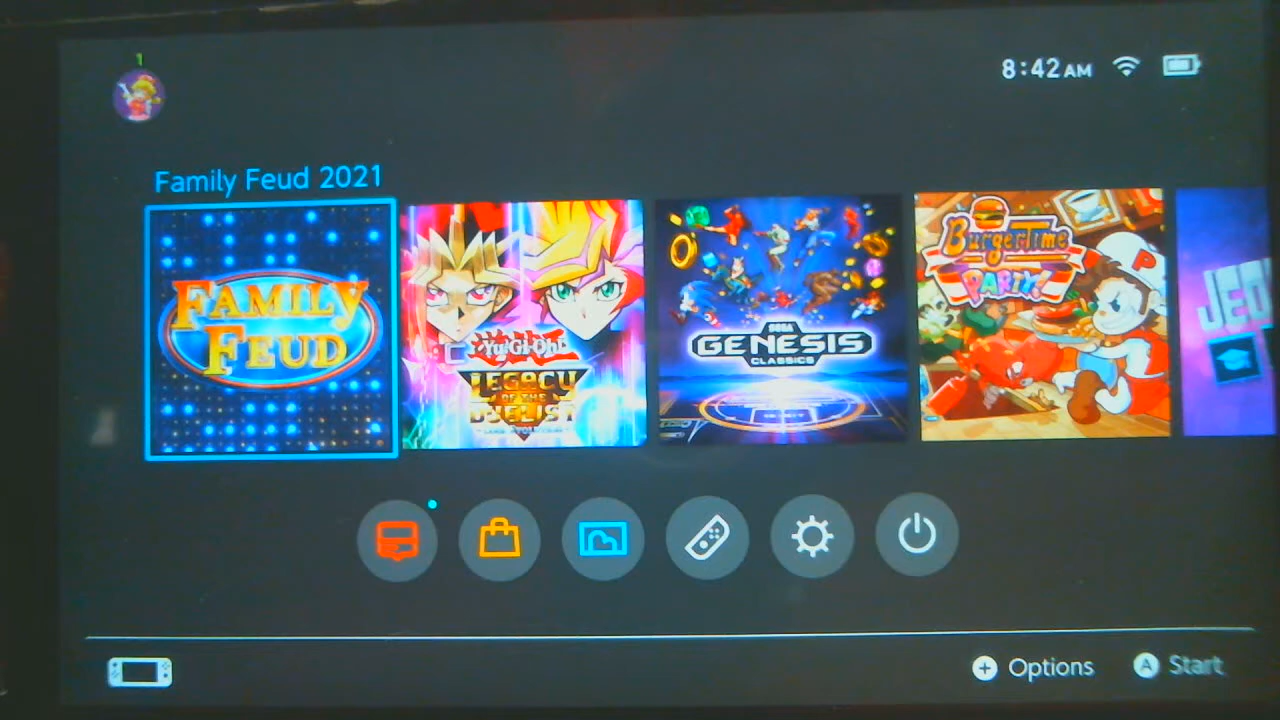 1
8:42 AM
Family Feud 2021
FAMILY
FEUD
Yu-Gi-Oh!
LEGACY
OF THE
DUELIST
SEGA
GENESIS
CLASSICS
BurgerTime
PARTY!
P
JEO
+ Options
A Start